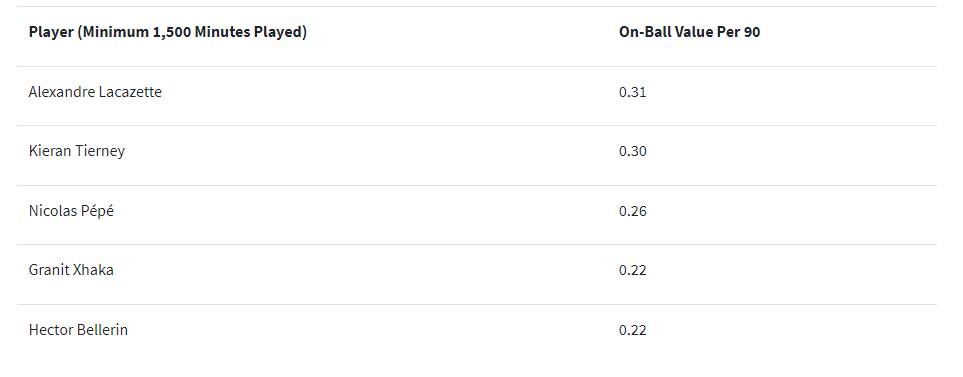 Player (Minimum 1,500 Minutes Played) On-Ball Value Per 90
Alexandre Lacazette 0.31
Kieran Tierney 0.30
Nicolas Pépé 0.26
Granit Xhaka 0.22
Hector Bellerin 0.22